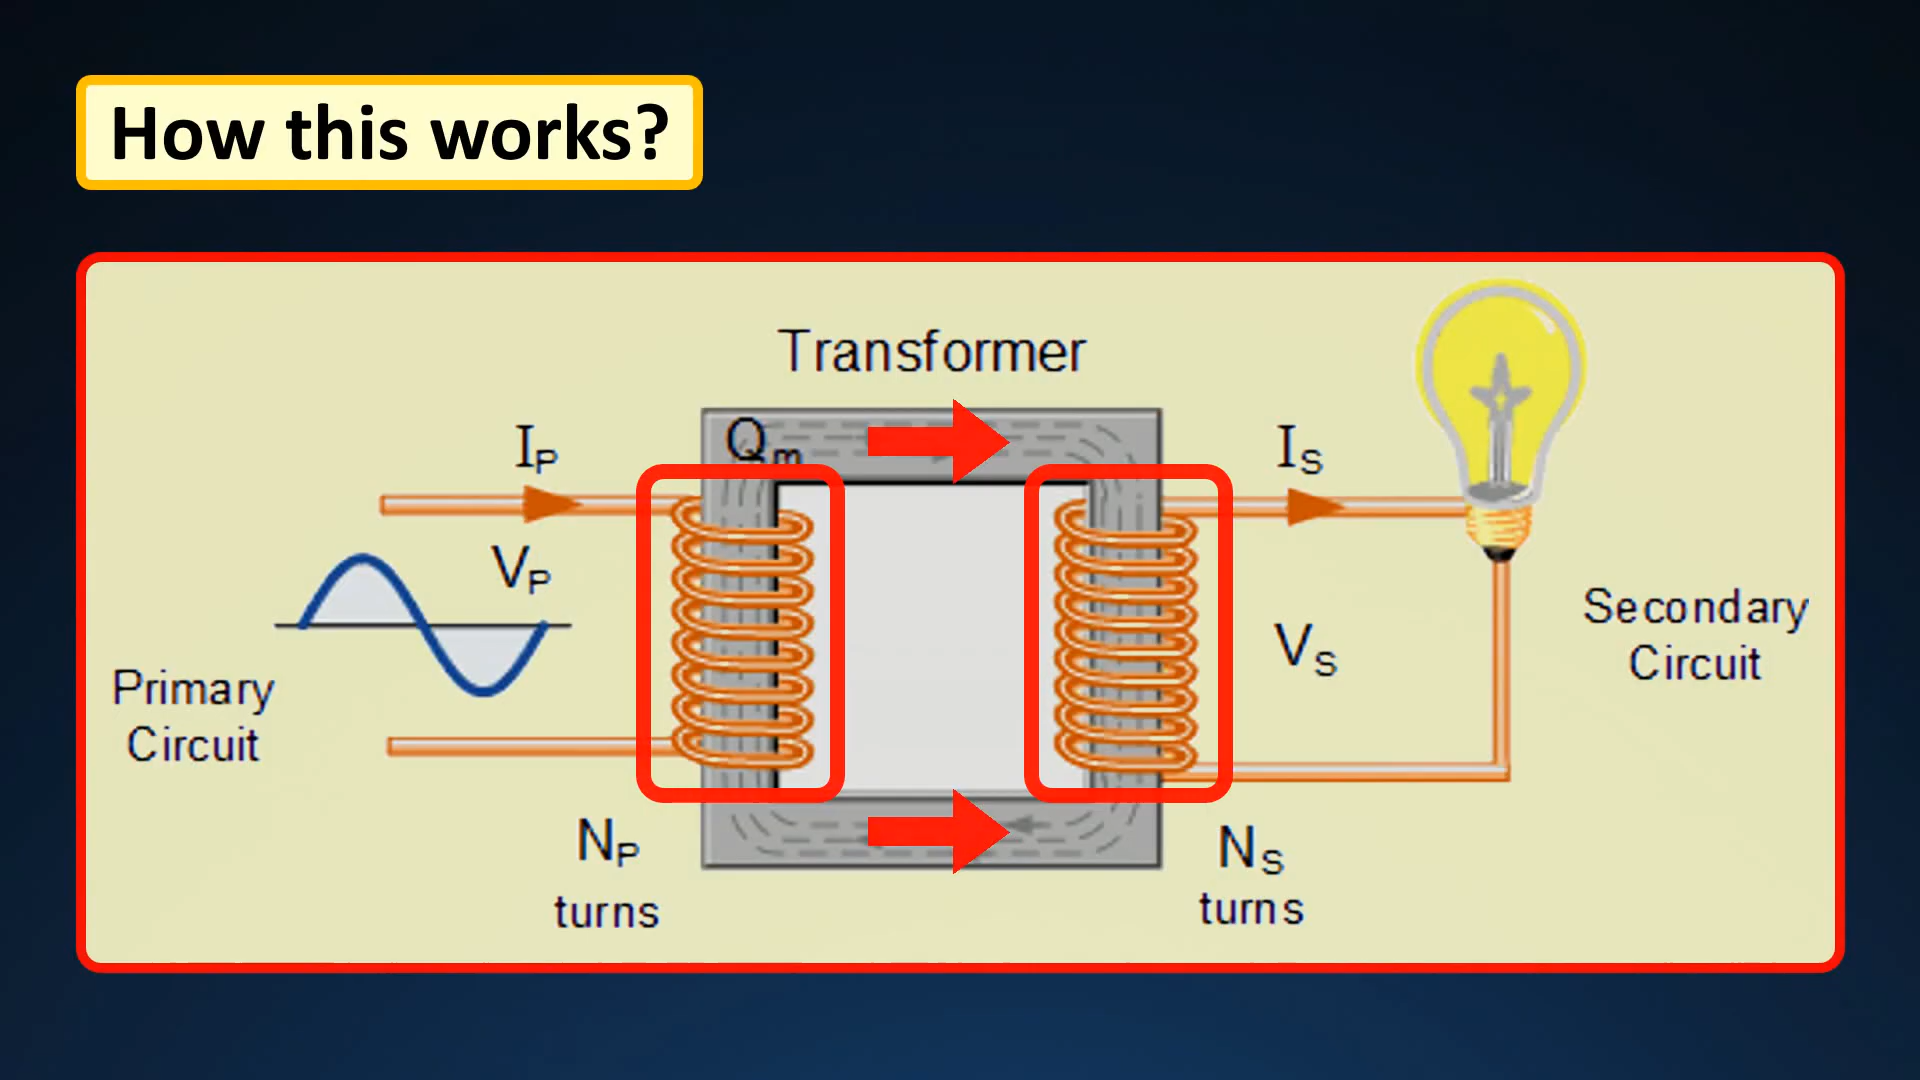 How this works?
Transformer
Qm
IP
IS
VP
VS
Primary
Circuit
Secondary
Circuit
NP
turns
NS
turns